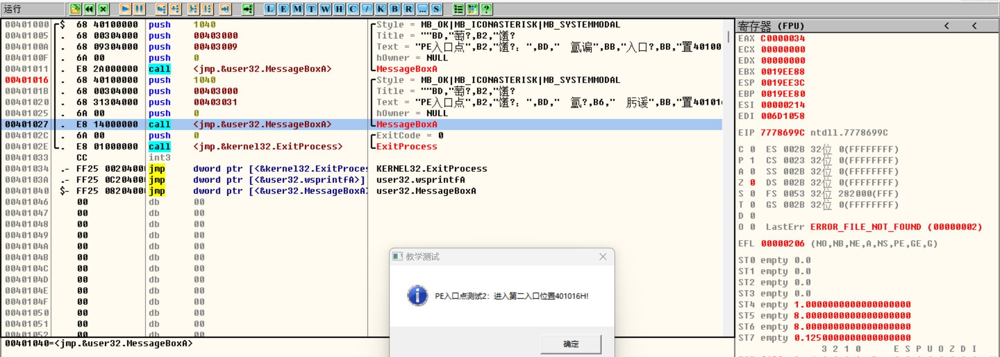 运行
L E M T W H C / K B R ... S ?
00401000 $ 68 40100000 push 1040 Style = MB_OK|MB_ICONASTERISK|MB_SYSTEMMODAL
00401005 . 68 00304000 push 00403000 Title = ""BD,"萄?,B2,"馐?
0040100A . 68 09304000 push 00403009 Text = "PE入口点",B2,"馐?：",BD,"  氲谝",BB,"入口?,BB,"置40100
0040100F . 6A 00 push 0 hOwner = NULL
00401011 . E8 2A000000 call <jmp.&user32.MessageBoxA> MessageBoxA
00401016 . 68 40100000 push 1040 Style = MB_OK|MB_ICONASTERISK|MB_SYSTEMMODAL
0040101B . 68 00304000 push 00403000 Title = ""BD,"萄?,B2,"馐?
00401020 . 68 31304000 push 00403031 Text = "PE入口点",B2,"馐?：",BD,"  氲?,B6,"  肟谖",BB,"置40101
00401025 . 6A 00 push 0 hOwner = NULL
00401027 . E8 14000000 call <jmp.&user32.MessageBoxA> MessageBoxA
0040102C . 6A 00 push 0 ExitCode = 0
0040102E . E8 01000000 call <jmp.&kernel32.ExitProcess> ExitProcess
00401033 CC int3
00401034 .- FF25 00204000 jmp dword ptr [<&kernel32.ExitProces KERNEL32.ExitProcess
0040103A .- FF25 0C204000 jmp dword ptr [<&user32.wsprintfA>] user32.wsprintfA
00401040 $- FF25 08204000 jmp dword ptr [<&user32.MessageBoxA> user32.MessageBoxA
00401046 00 db 00
00401047 00 db 00
00401048 00 db 00
00401049 00 db 00
0040104A 00 db 00
0040104B 00 db 00
0040104C 00 db 00
0040104D 00 db 00
0040104E 00 db 00
0040104F 00 db 00
00401050 00 db 00
00401051 00 db 00
00401052 00 db 00
00401040=<jmp.&user32.MessageBoxA>
教学测试
PE入口点测试2：进入第二入口位置401016H!
确定
寄存器 (FPU) < <
EAX C0000034
ECX 00000000
EDX 00000000
EBX 0019EE88
ESP 0019EE3C
EBP 0019EE80
ESI 00000214
EDI 006D1058
EIP 7778699C ntdll.7778699C
C 0 ES 002B 32位 0(FFFFFFFF)
P 1 CS 0023 32位 0(FFFFFFFF)
A 0 SS 002B 32位 0(FFFFFFFF)
Z 0 DS 002B 32位 0(FFFFFFFF)
S 0 FS 0053 32位 282000(FFF)
T 0 GS 002B 32位 0(FFFFFFFF)
D 0
O 0 LastErr ERROR_FILE_NOT_FOUND (00000002)
EFL 00000206 (NO,NB,NE,A,NS,PE,GE,G)
ST0 empty 0.0
ST1 empty 0.0
ST2 empty 0.0
ST3 empty 0.0
ST4 empty 1.0000000000000000000
ST5 empty 8.0000000000000000000
ST6 empty 8.0000000000000000000
ST7 empty 0.1250000000000000000
3 2 1 0 E S P U O Z D I